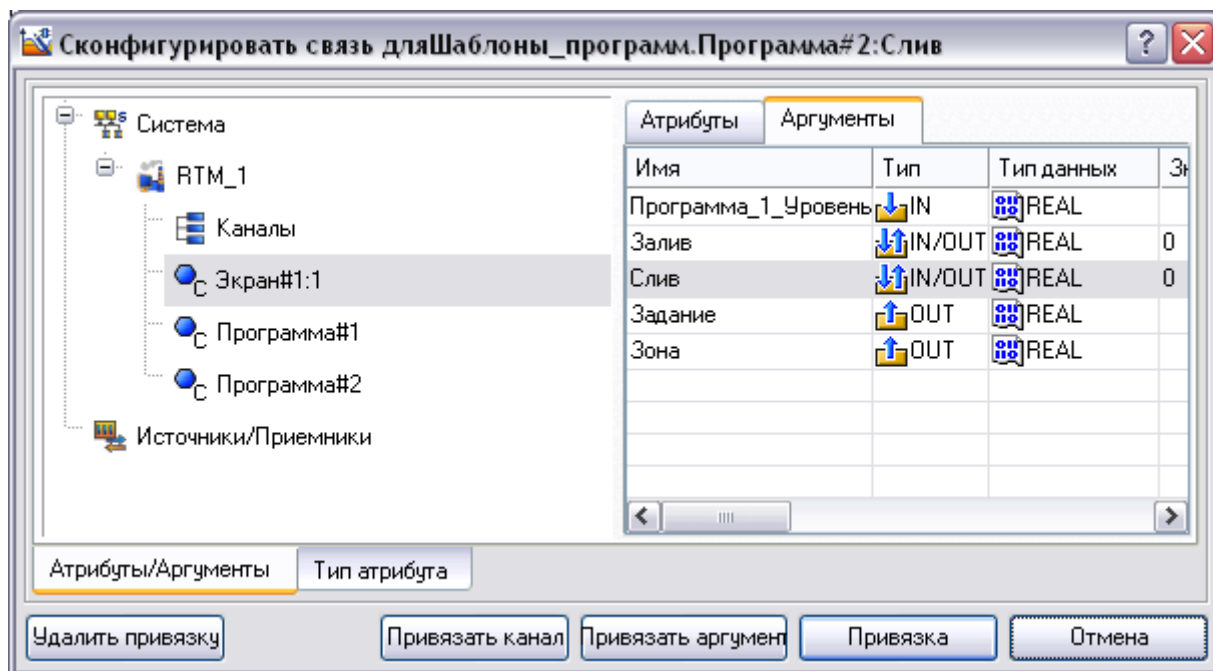 Сконфигурировать связь дляШаблоны_программ.Программа#2:Слив
Система
RTM_1
Каналы
Экран#1:1
Программа#1
Программа#2
Источники/Приемники
Атрибуты Аргументы
Имя Тип Тип данных Зн
Программа_1_Уровень IN REAL
Залив IN/OUT REAL 0
Слив IN/OUT REAL 0
Задание OUT REAL
Зона OUT REAL
Атрибуты/Аргументы Тип атрибута
Удалить привязку Привязать канал Привязать аргумент Привязка Отмена